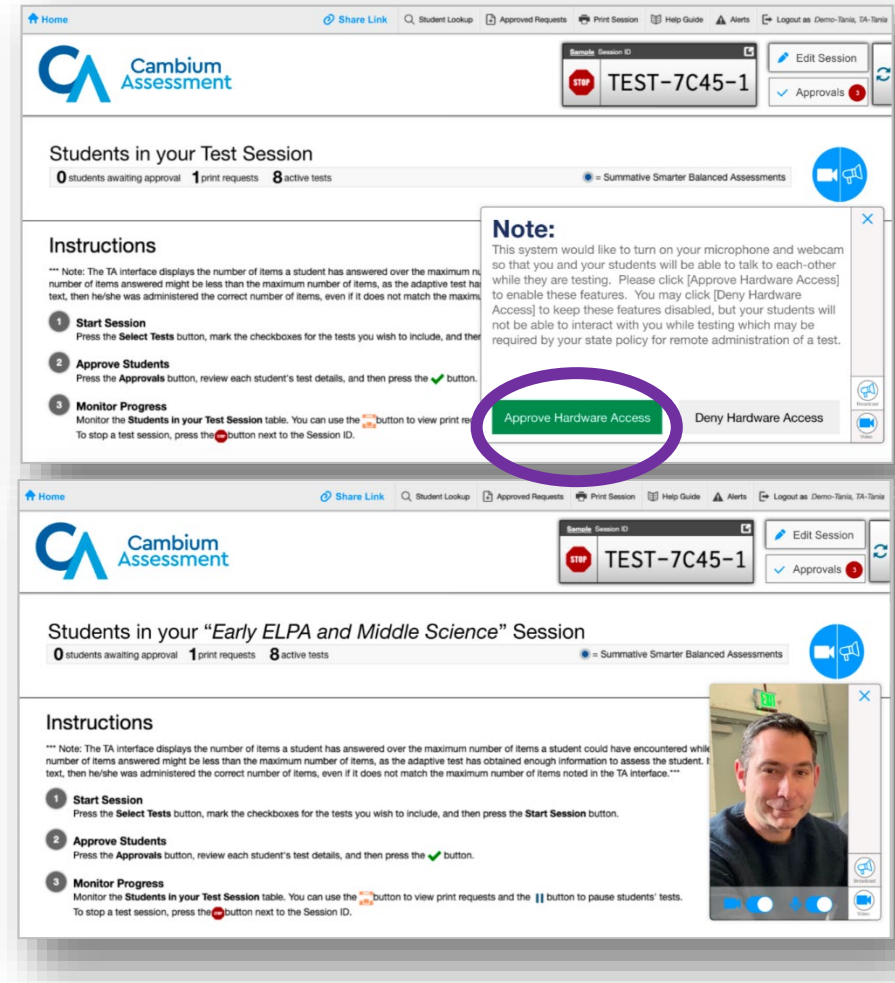 Home
Share Link
Student Lookup
Approved Requests
Print Session
Help Guide
Alerts
Logout as Demo-Tania, TA-Tania
Cambium
Assessment
Sample Session ID
STOP
TEST-7C45-1
Edit Session
Approvals 3
Students in your Test Session
0 students awaiting approval 1 print requests 8 active tests
= Summative Smarter Balanced Assessments
Instructions
*** Note: The TA interface displays the number of items a student has answered over the maximum nu
number of items answered might be less than the maximum number of items, as the adaptive test ha
text, then he/she was administered the correct number of items, even if it does not match the maximu
1 Start Session
Press the Select Tests button, mark the checkboxes for the tests you wish to include, and then
2 Approve Students
Press the Approvals button, review each student's test details, and then press the button.
3 Monitor Progress
Monitor the Students in your Test Session table. You can use the button to view print req
To stop a test session, press the STOP button next to the Session ID.
Note:
This system would like to turn on your microphone and webcam
so that you and your students will be able to talk to each-other
while they are testing. Please click [Approve Hardware Access]
to enable these features. You may click [Deny Hardware
Access] to keep these features disabled, but your students will
not be able to interact with you while testing which may be
required by your state policy for remote administration of a test.
Approve Hardware Access
Deny Hardware Access
Broadcast
Video
Home
Share Link
Student Lookup
Approved Requests
Print Session
Help Guide
Alerts
Logout as Demo-Tania, TA-Tania
Cambium
Assessment
Sample Session ID
STOP
TEST-7C45-1
Edit Session
Approvals 3
Students in your “Early ELPA and Middle Science” Session
0 students awaiting approval 1 print requests 8 active tests
= Summative Smarter Balanced Assessments
Instructions
*** Note: The TA interface displays the number of items a student has answered over the maximum number of items a student could have encountered while
number of items answered might be less than the maximum number of items, as the adaptive test has obtained enough information to assess the student. I
text, then he/she was administered the correct number of items, even if it does not match the maximum number of items noted in the TA interface.***
1 Start Session
Press the Select Tests button, mark the checkboxes for the tests you wish to include, and then press the Start Session button.
2 Approve Students
Press the Approvals button, review each student's test details, and then press the button.
3 Monitor Progress
Monitor the Students in your Test Session table. You can use the button to view print requests and the button to pause students' tests.
To stop a test session, press the STOP button next to the Session ID.
EXIT
Broadcast
Video